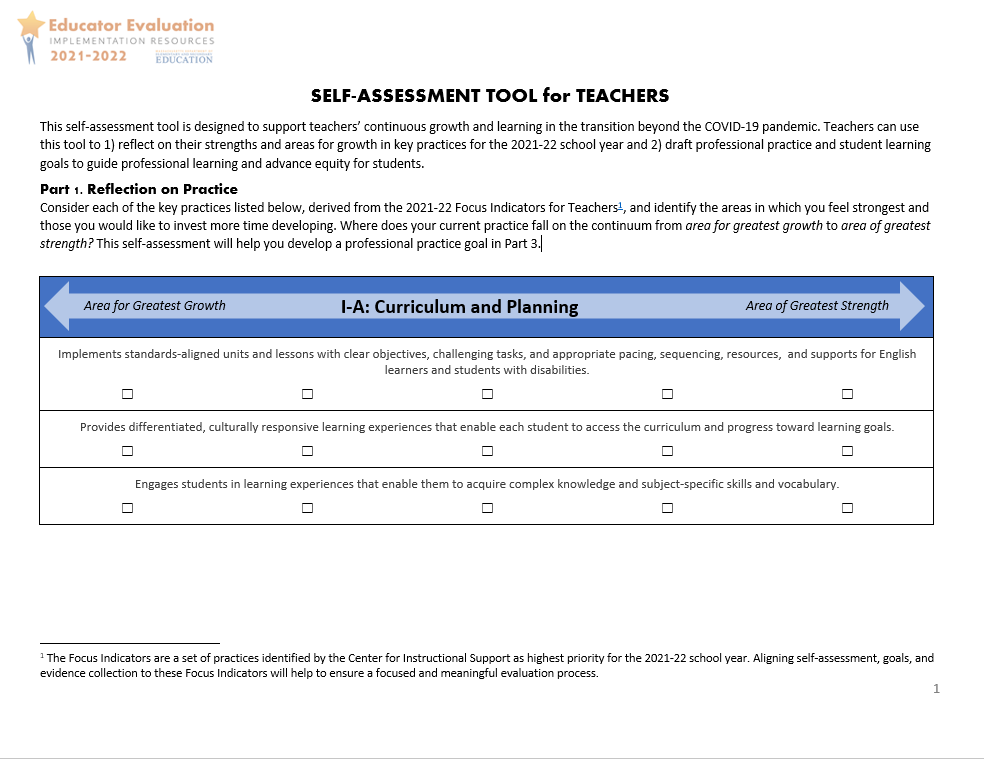 Educator Evaluation
IMPLEMENTATION RESOURCES
2021-2022
EDUCATION
SELF-ASSESSMENT TOOL for TEACHERS
This self-assessment tool is designed to support teachers’ continuous growth and learning in the transition beyond the COVID-19 pandemic. Teachers can use
this tool to 1) reflect on their strengths and areas for growth in key practices for the 2021-22 school year and 2) draft professional practice and student learning
goals to guide professional learning and advance equity for students.
Part 1. Reflection on Practice
Consider each of the key practices listed below, derived from the 2021-22 Focus Indicators for Teachers1, and identify the areas in which you feel strongest and
those you would like to invest more time developing. Where does your current practice fall on the continuum from area for greatest growth to area of greatest
strength? This self-assessment will help you develop a professional practice goal in Part 3.
Area for Greatest Growth I-A: Curriculum and Planning Area of Greatest Strength
Implements standards-aligned units and lessons with clear objectives, challenging tasks, and appropriate pacing, sequencing, resources, and supports for English
learners and students with disabilities.
☐ ☐ ☐ ☐ ☐
Provides differentiated, culturally responsive learning experiences that enable each student to access the curriculum and progress toward learning goals.
☐ ☐ ☐ ☐ ☐
Engages students in learning experiences that enable them to acquire complex knowledge and subject-specific skills and vocabulary.
☐ ☐ ☐ ☐ ☐
1 The Focus Indicators are a set of practices identified by the Center for Instructional Support as highest priority for the 2021-22 school year. Aligning self-assessment, goals, and
evidence collection to these Focus Indicators will help to ensure a focused and meaningful evaluation process.
1